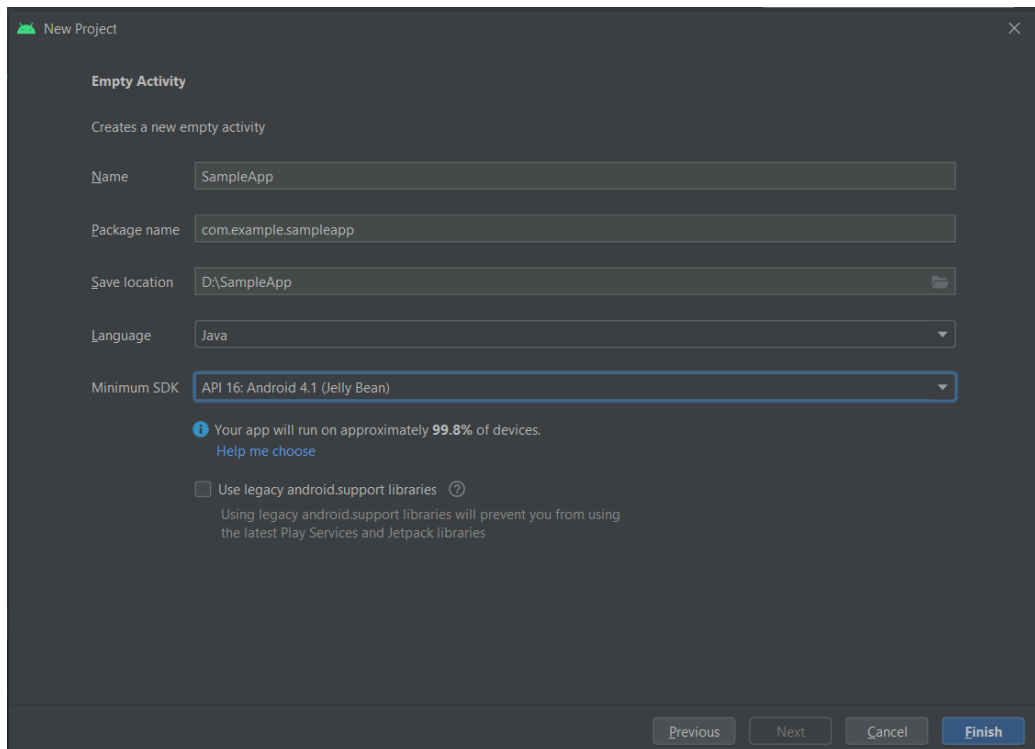 New Project
Empty Activity
Creates a new empty activity
Name SampleApp
Package name com.example.sampleapp
Save location D:\SampleApp
Language Java
Minimum SDK API 16: Android 4.1 (Jelly Bean)
i Your app will run on approximately 99.8% of devices.
Help me choose
Use legacy android.support libraries ?
Using legacy android.support libraries will prevent you from using
the latest Play Services and Jetpack libraries
Previous Next Cancel Finish